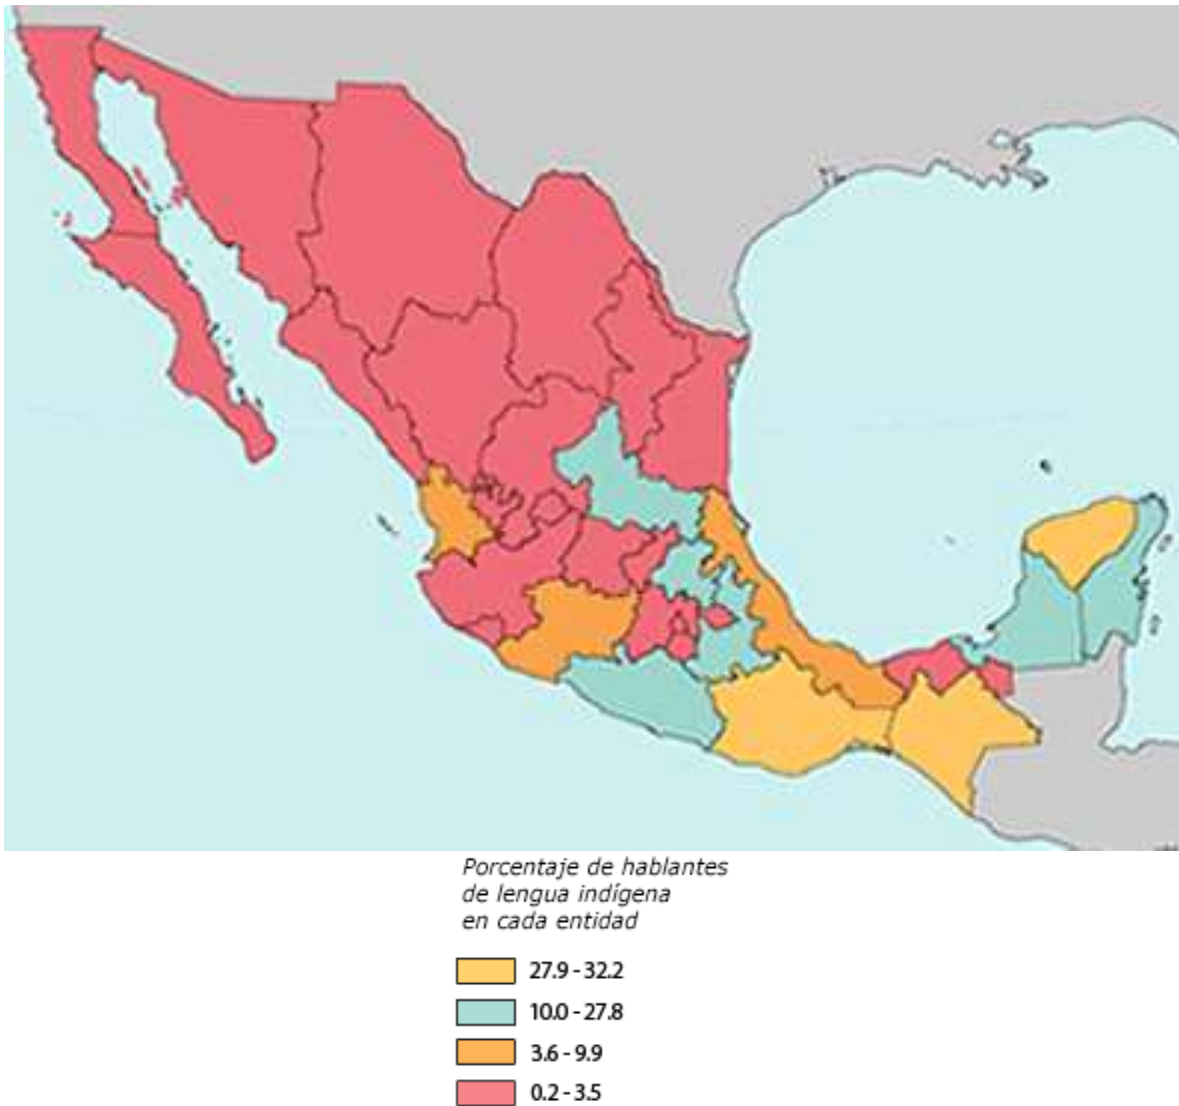 Porcentaje de hablantes
de lengua indígena
en cada entidad
27.9 - 32.2
10.0 - 27.8
3.6 - 9.9
0.2 - 3.5